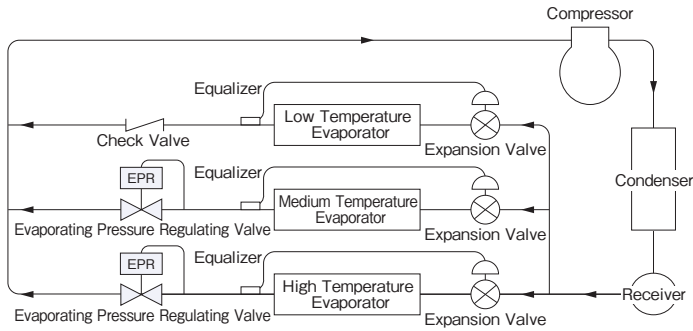 Compressor
Equalizer
Low Temperature
Evaporator
Check Valve
Expansion Valve
Condenser
EPR
Equalizer
Medium Temperature
Evaporator
Evaporating Pressure Regulating Valve
Expansion Valve
EPR
Equalizer
High Temperature
Evaporator
Receiver
Evaporating Pressure Regulating Valve
Expansion Valve